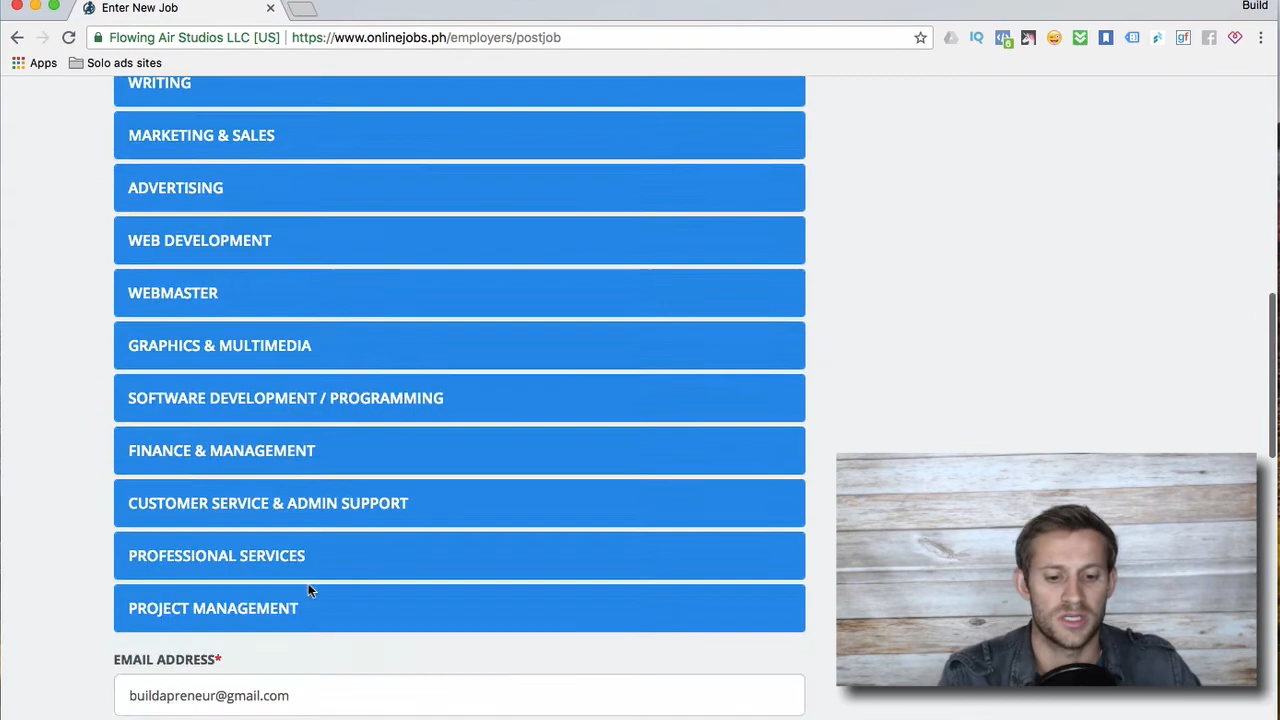 Enter New Job
Build
Flowing Air Studios LLC [US] https://www.onlinejobs.ph/employers/postjob
Apps Solo ads sites
WRITING
MARKETING & SALES
ADVERTISING
WEB DEVELOPMENT
WEBMASTER
GRAPHICS & MULTIMEDIA
SOFTWARE DEVELOPMENT / PROGRAMMING
FINANCE & MANAGEMENT
CUSTOMER SERVICE & ADMIN SUPPORT
PROFESSIONAL SERVICES
PROJECT MANAGEMENT
EMAIL ADDRESS*
buildapreneur@gmail.com